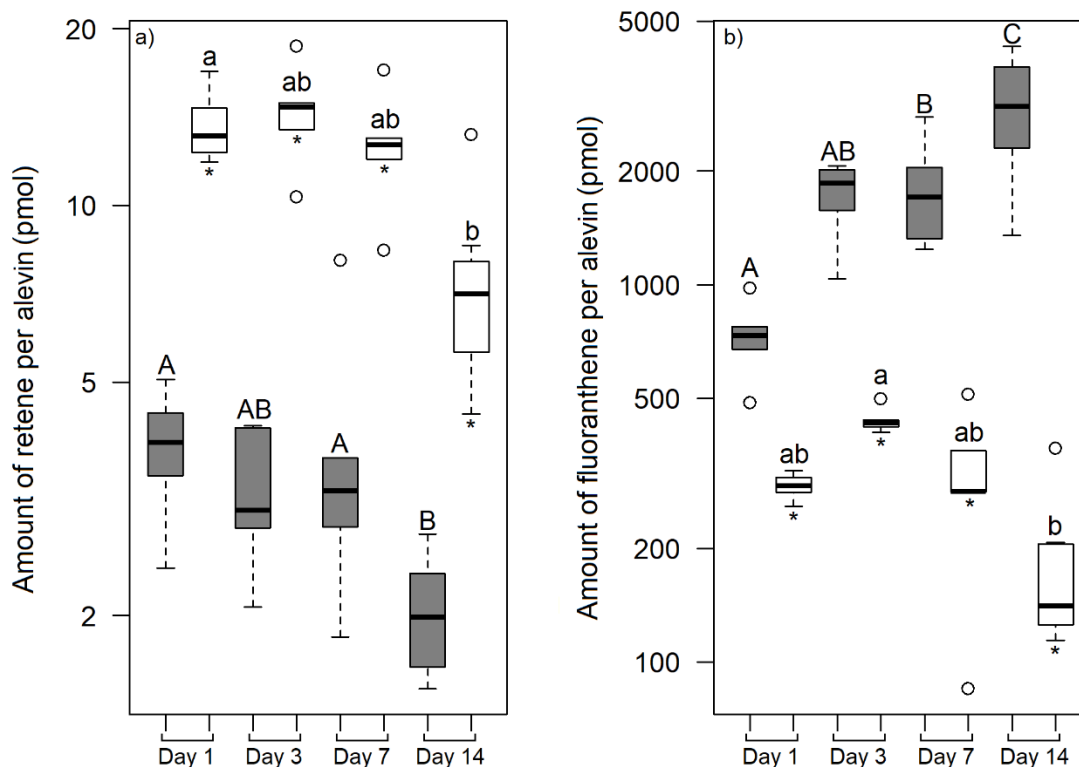 Amount of retene per alevin (pmol)
20
10
5
2
a)
A
a
AB
ab
A
ab
B
b
*
*
*
*
Day 1
Day 3
Day 7
Day 14
Amount of fluoranthene per alevin (pmol)
5000
2000
1000
500
200
100
b)
A
ab
AB
a
B
ab
C
b
*
*
*
*
Day 1
Day 3
Day 7
Day 14